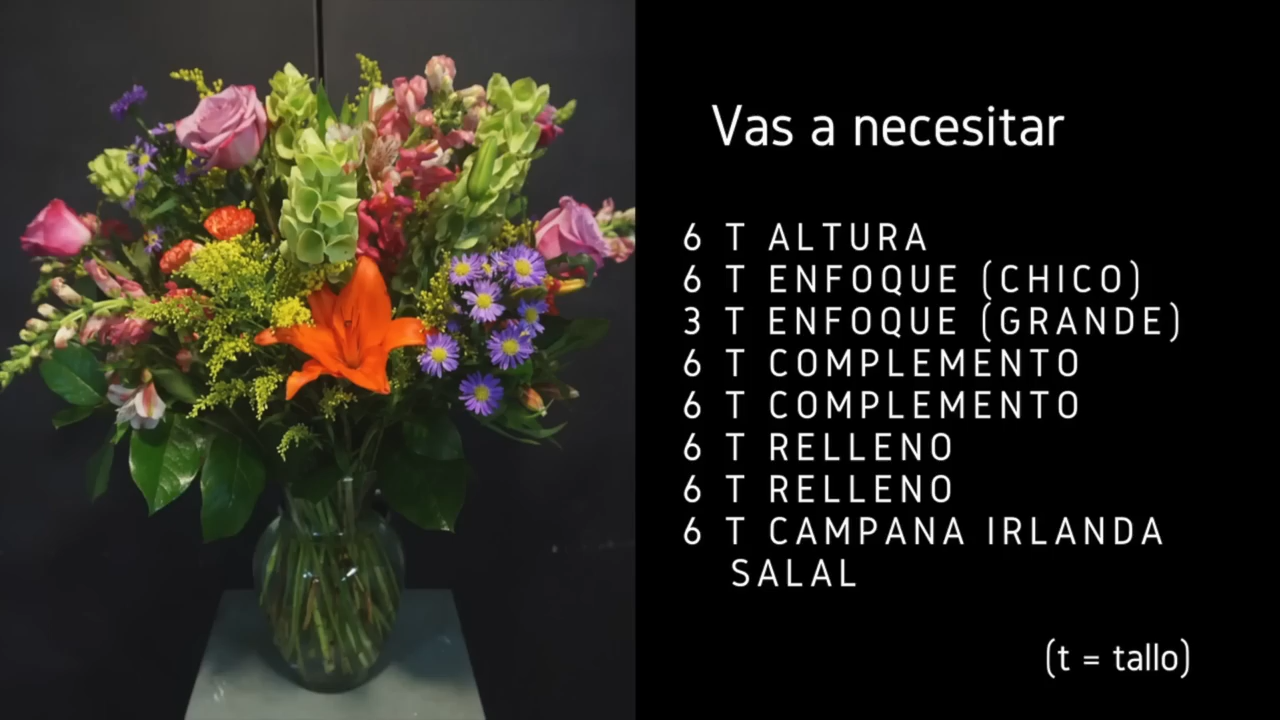 Vas a necesitar
6 T ALTURA
6 T ENFOQUE (CHICO)
3 T ENFOQUE (GRANDE)
6 T COMPLEMENTO
6 T COMPLEMENTO
6 T RELLENO
6 T RELLENO
6 T CAMPANA IRLANDA
SALAL
(t = tallo)